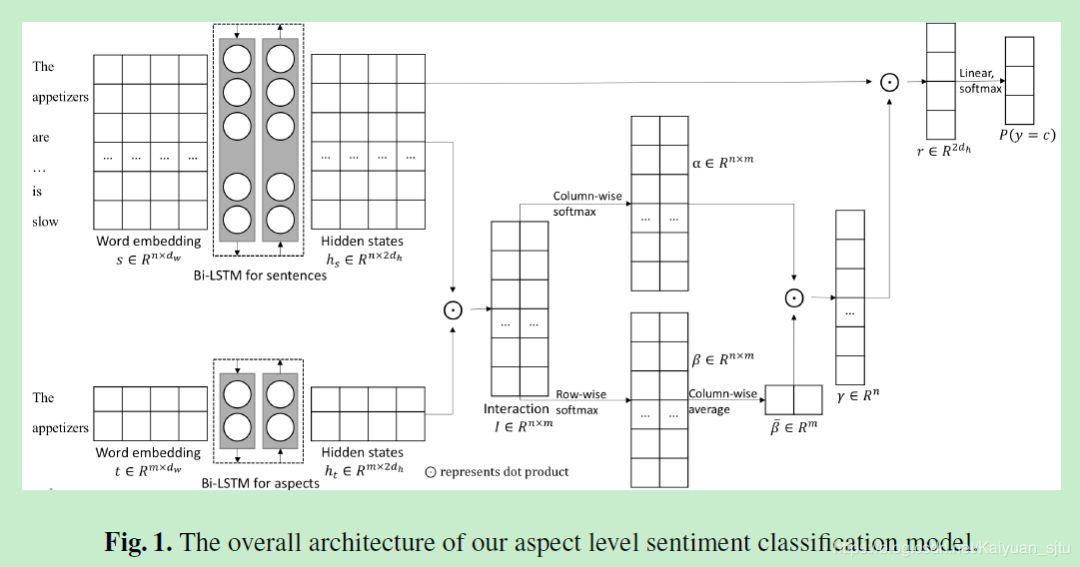 The
appetizers
are
...
is
slow
... ... ... ...
Word embedding
s ∈ R^{n×d_w}
Bi-LSTM for sentences
... ... ... ...
Hidden states
h_s ∈ R^{n×2d_h}
The
appetizers
Word embedding
t ∈ R^{m×d_w}
Bi-LSTM for aspects
Hidden states
h_t ∈ R^{m×2d_h}
⊙ represents dot product
... ...
Interaction
I ∈ R^{n×m}
Column-wise
softmax
... ...
α ∈ R^{n×m}
Row-wise
softmax
... ...
β ∈ R^{n×m}
Column-wise
average
β̄ ∈ R^m
...
γ ∈ R^n
r ∈ R^{2d_h}
Linear,
softmax
P(y = c)
Fig. 1. The overall architecture of our aspect level sentiment classification model.
Kaiyuan_sjtu